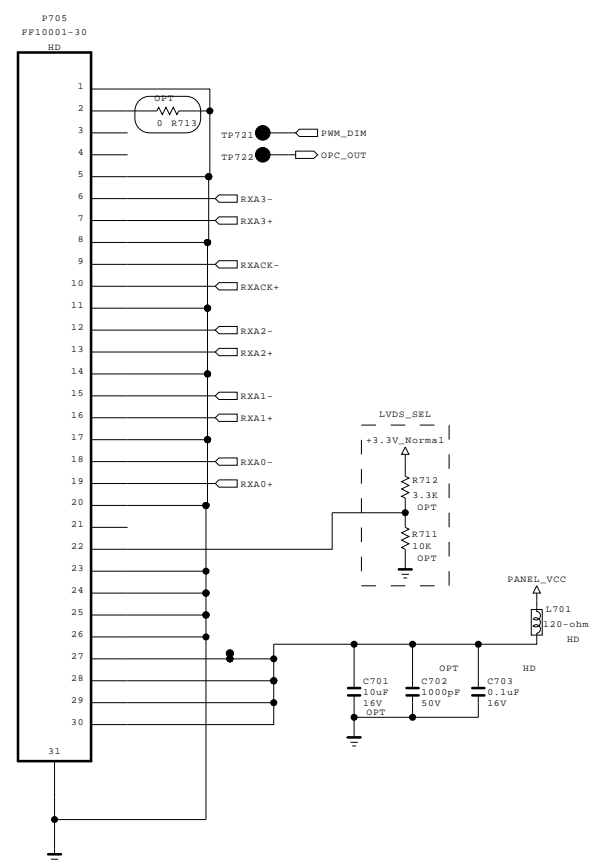 P705
FF10001-30
HD
1
OPT
2
0 R713
3
TP721
PWM_DIM
4
TP722
OPC_OUT
5
6
RXA3-
7
RXA3+
8
9
RXACK-
10
RXACK+
11
12
RXA2-
13
RXA2+
14
15
RXA1-
16
RXA1+
17
18
RXA0-
19
RXA0+
20
21
22
23
24
25
26
27
28
29
30
31
LVDS_SEL
+3.3V_Normal
R712
3.3K
OPT
R711
10K
OPT
PANEL_VCC
L701
120-ohm
HD
OPT
HD
C701
10uF
16V
OPT
C702
1000pF
50V
C703
0.1uF
16V